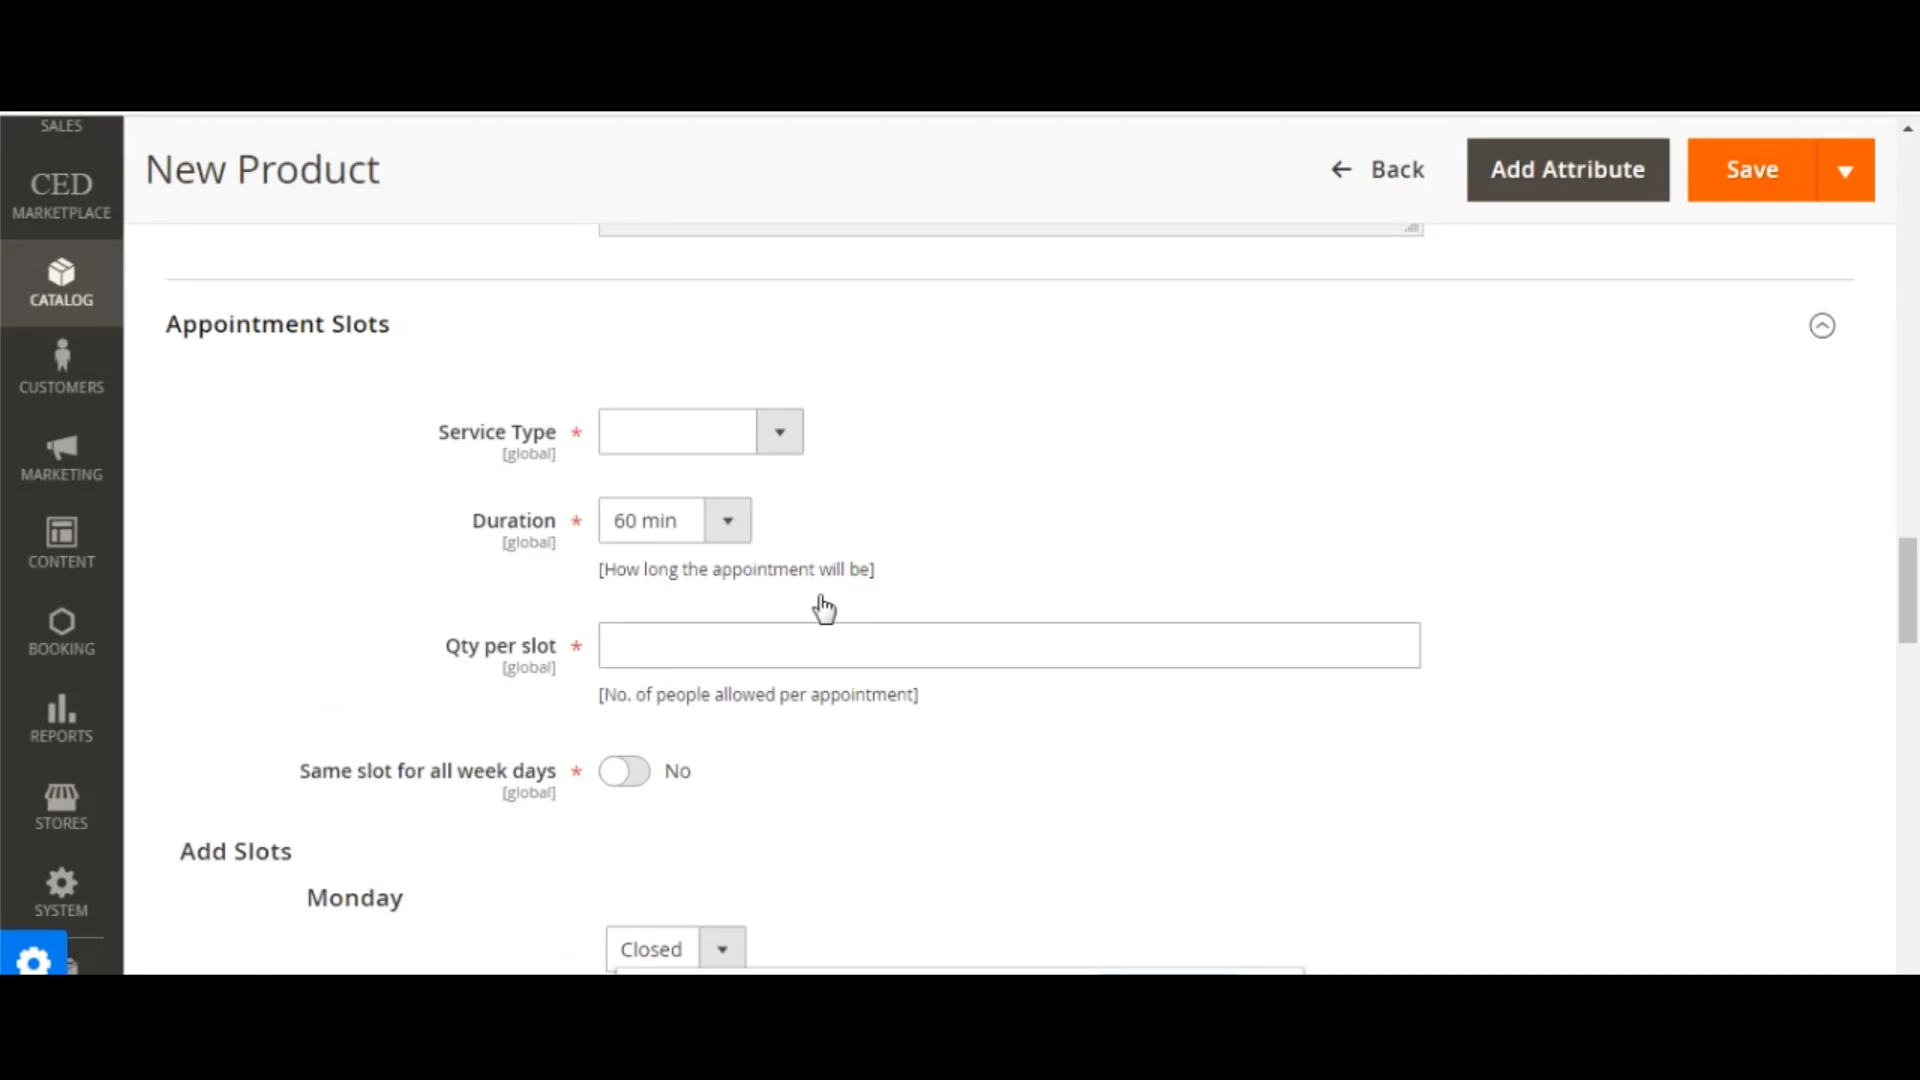 SALES
CED
MARKETPLACE
CATALOG
CUSTOMERS
MARKETING
CONTENT
BOOKING
REPORTS
STORES
SYSTEM
New Product
Back
Add Attribute
Save
Appointment Slots
Service Type *
[global]
Duration * 60 min
[global]
[How long the appointment will be]
Qty per slot *
[global]
[No. of people allowed per appointment]
Same slot for all week days * No
[global]
Add Slots
Monday
Closed